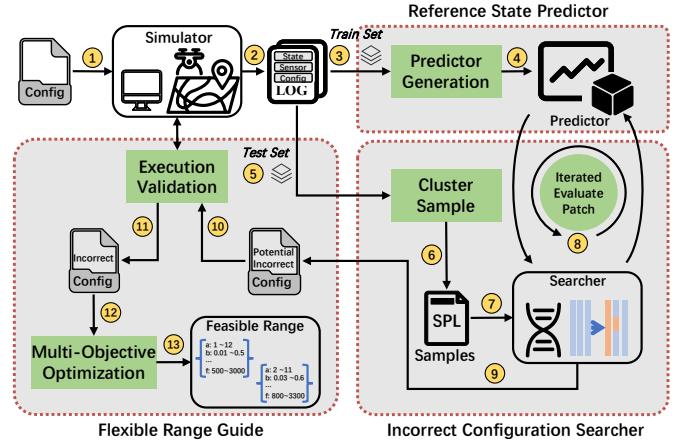 Reference State Predictor
Config
1
Simulator
2
State
Sensor
Config
LOG
3
Train Set
Predictor
Generation
4
Predictor
Execution
Validation
Test Set
5
Cluster
Sample
Iterated
Evaluate
Patch
8
11
10
6
Incorrect
Config
Potential
Incorrect
Config
SPL
Samples
7
Searcher
12
Multi-Objective
Optimization
13
Feasible Range
a: 1 ~12
b: 0.01 ~0.5
...
f: 500~3000
a: 2 ~11
b: 0.03 ~0.6
...
f: 800~3300
9
Flexible Range Guide
Incorrect Configuration Searcher